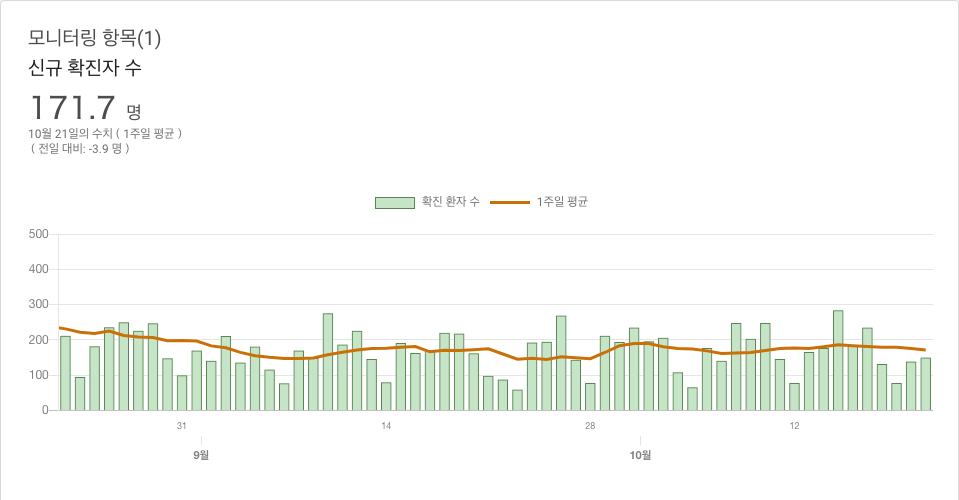 모니터링 항목(1)
신규 확진자 수
171.7 명
10월 21일의 수치 ( 1주일 평균 )
( 전일 대비: -3.9 명 )
확진 환자 수 1주일 평균
500
400
300
200
100
0
31 14 28 12
9월 10월